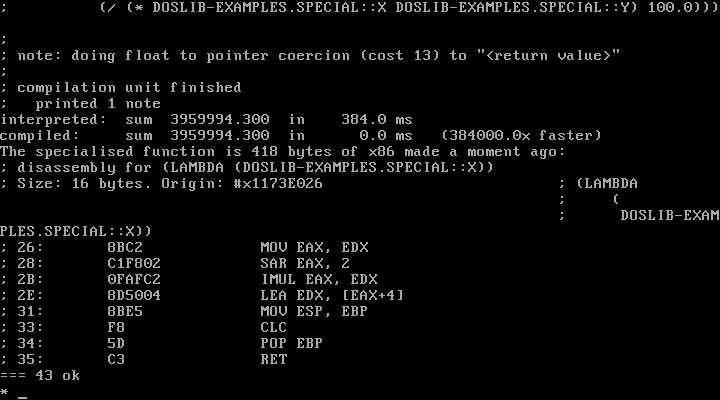 ;            (/ (* DOSLIB-EXAMPLES.SPECIAL::X DOSLIB-EXAMPLES.SPECIAL::Y) 100.0)))
;
; note: doing float to pointer coercion (cost 13) to "<return value>"
;
; compilation unit finished
;   printed 1 note
interpreted:  sum  3959994.300  in    384.0 ms
compiled:     sum  3959994.300  in      0.0 ms   (384000.0x faster)
The specialised function is 418 bytes of x86 made a moment ago:
; disassembly for (LAMBDA (DOSLIB-EXAMPLES.SPECIAL::X))
; Size: 16 bytes. Origin: #x1173E026                              ; (LAMBDA
                                                                  ;     (
                                                                  ;      DOSLIB-EXAM
PLES.SPECIAL::X))
; 26:       8BC2             MOV EAX, EDX
; 28:       C1F802           SAR EAX, 2
; 2B:       0FAFC2           IMUL EAX, EDX
; 2E:       8D5004           LEA EDX, [EAX+4]
; 31:       8BE5             MOV ESP, EBP
; 33:       F8               CLC
; 34:       5D               POP EBP
; 35:       C3               RET
=== 43 ok
* _